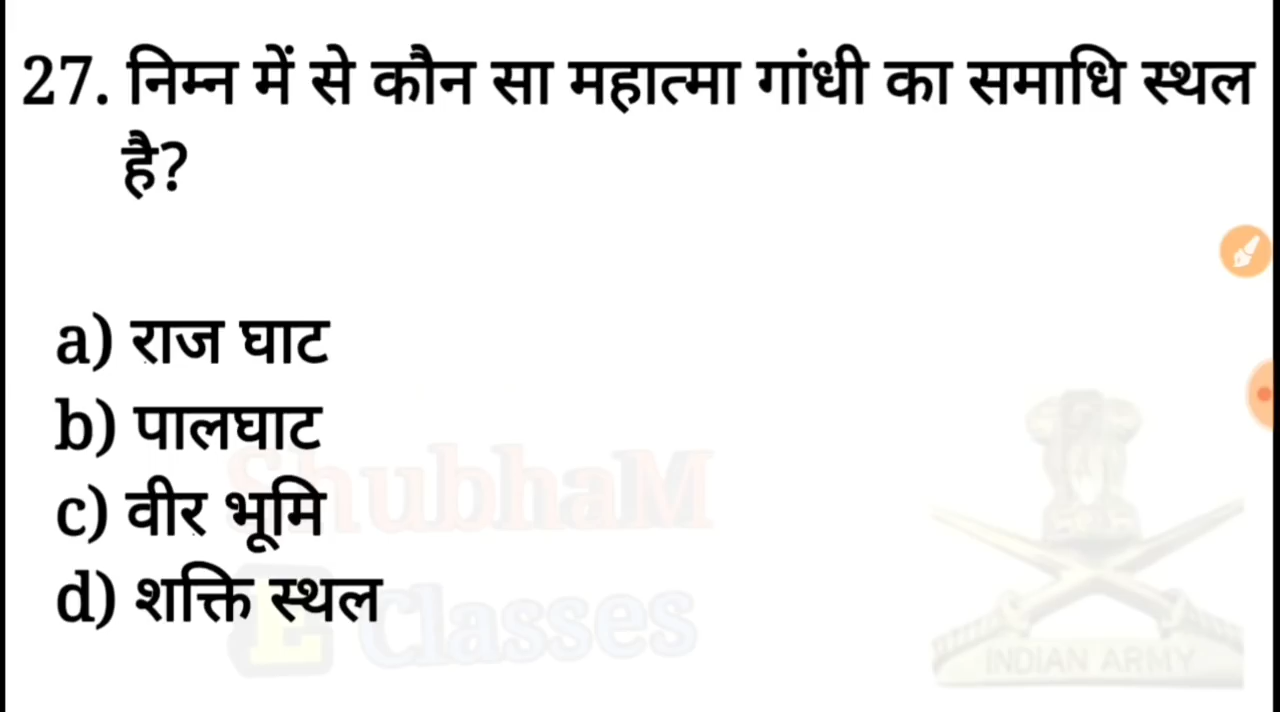 27. निम्न में से कौन सा महात्मा गांधी का समाधि स्थल
है?
a) राज घाट
b) पालघाट
c) वीर भूमि
d) शक्ति स्थल
ShubhaM
E Classes
INDIAN ARMY